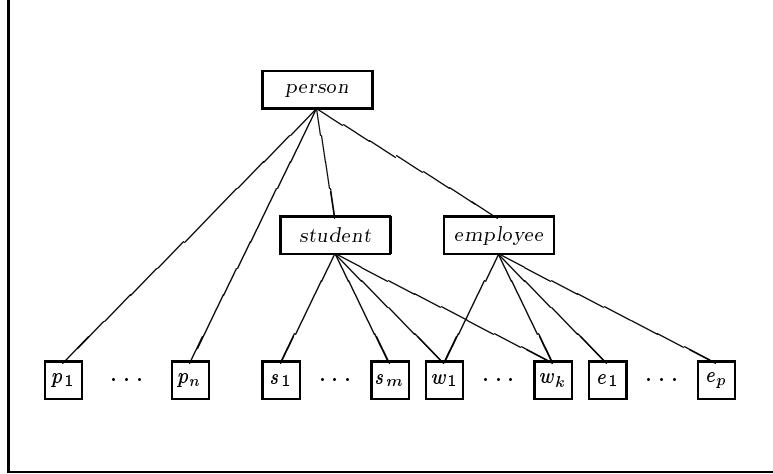 person
student employee
p1 ... pn s1 ... sm w1 ... wk e1 ... ep